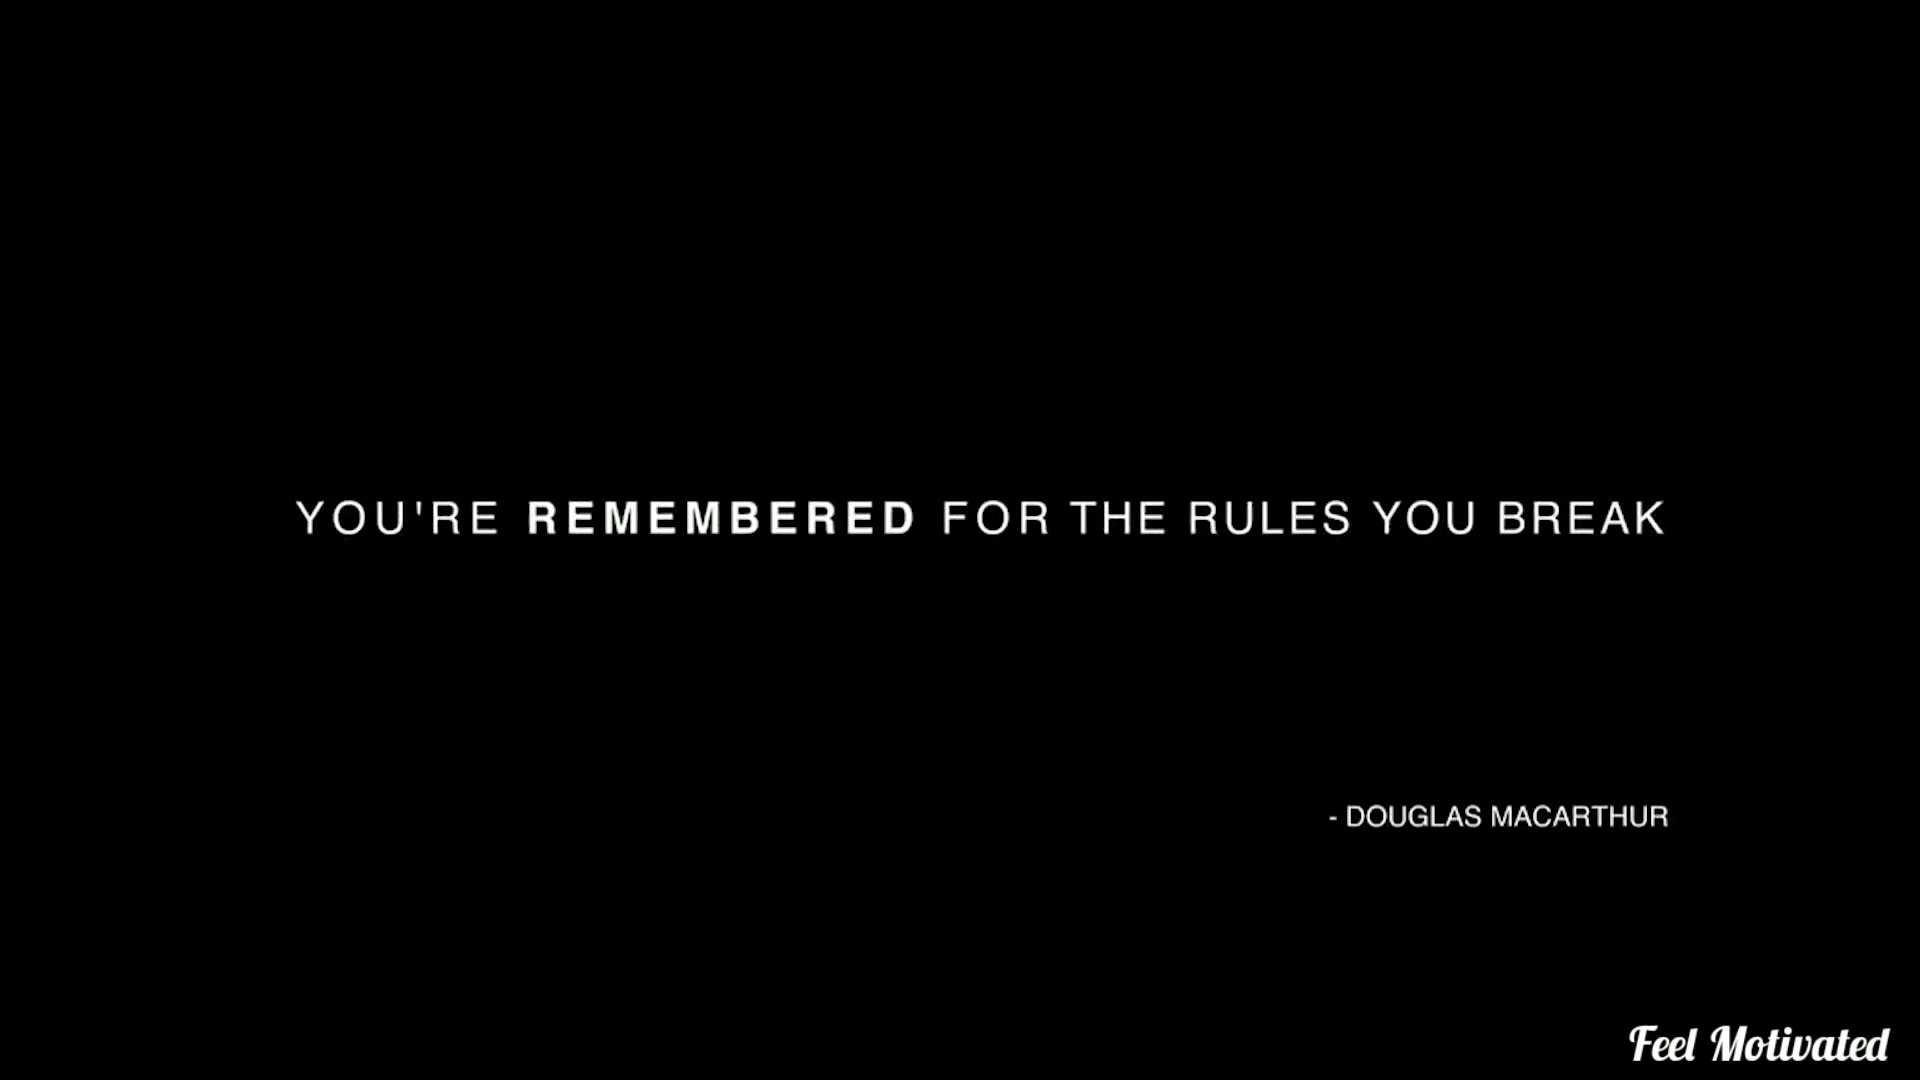 YOU'RE REMEMBERED FOR THE RULES YOU BREAK
- DOUGLAS MACARTHUR
Feel Motivated